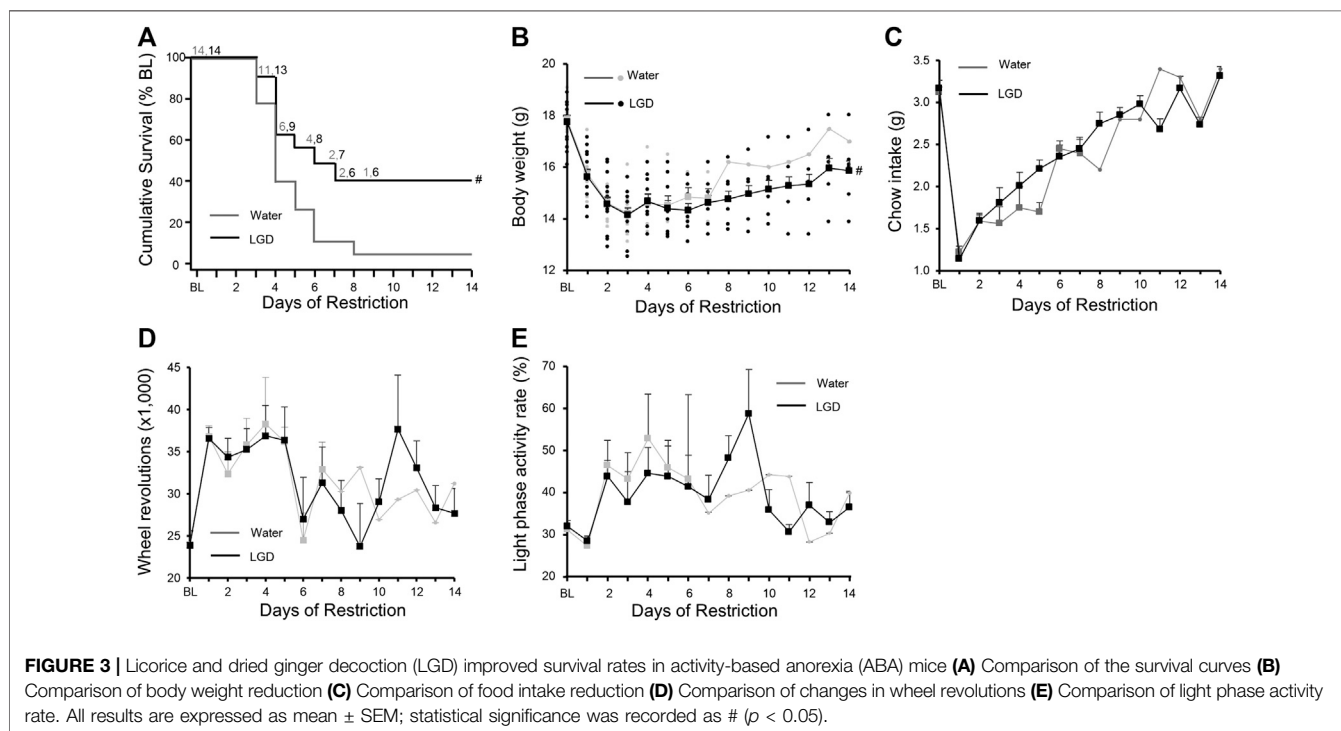 A
Cumulative Survival (% BL)
100
80
60
40
20
0
14,14
11,13
6,9
4,8
2,7
2,6
1,6
#
Water
LGD
BL 2 4 6 8 10 12 14
Days of Restriction
B
Body weight (g)
20
18
16
14
12
Water
LGD
#
BL 2 4 6 8 10 12 14
Days of Restriction
C
Chow intake (g)
3.5
3.0
2.5
2.0
1.5
1.0
Water
LGD
BL 2 4 6 8 10 12 14
Days of Restriction
D
Wheel revolutions (x1,000)
45
40
35
30
25
20
Water
LGD
BL 2 4 6 8 10 12 14
Days of Restriction
E
Light phase activity rate (%)
70
60
50
40
30
20
Water
LGD
BL 2 4 6 8 10 12 14
Days of Restriction
FIGURE 3 | Licorice and dried ginger decoction (LGD) improved survival rates in activity-based anorexia (ABA) mice (A) Comparison of the survival curves (B)
Comparison of body weight reduction (C) Comparison of food intake reduction (D) Comparison of changes in wheel revolutions (E) Comparison of light phase activity
rate. All results are expressed as mean ± SEM; statistical significance was recorded as # (p < 0.05).